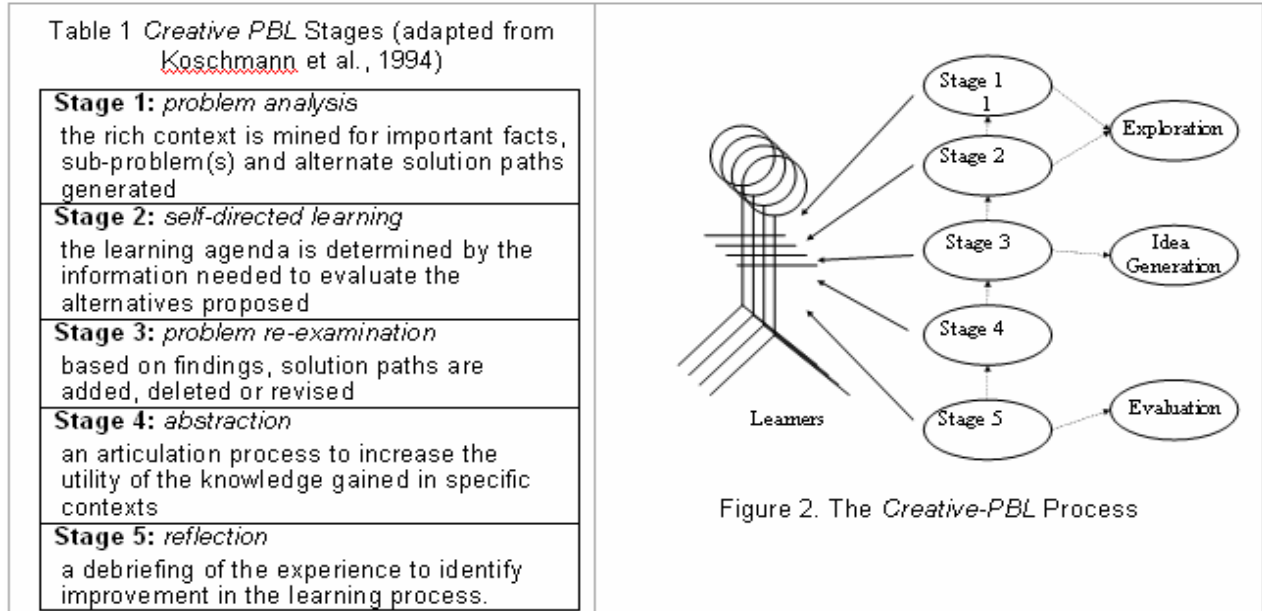 Table 1 Creative PBL Stages (adapted from
Koschmann et al., 1994)
Stage 1: problem analysis
the rich context is mined for important facts,
sub-problem(s) and alternate solution paths
generated
Stage 2: self-directed learning
the learning agenda is determined by the
information needed to evaluate the
alternatives proposed
Stage 3: problem re-examination
based on findings, solution paths are
added, deleted or revised
Stage 4: abstraction
an articulation process to increase the
utility of the knowledge gained in specific
contexts
Stage 5: reflection
a debriefing of the experience to identify
improvement in the learning process.
Stage 1
1
Stage 2
Stage 3
Stage 4
Stage 5
Exploration
Idea
Generation
Evaluation
Learners
Figure 2. The Creative-PBL Process